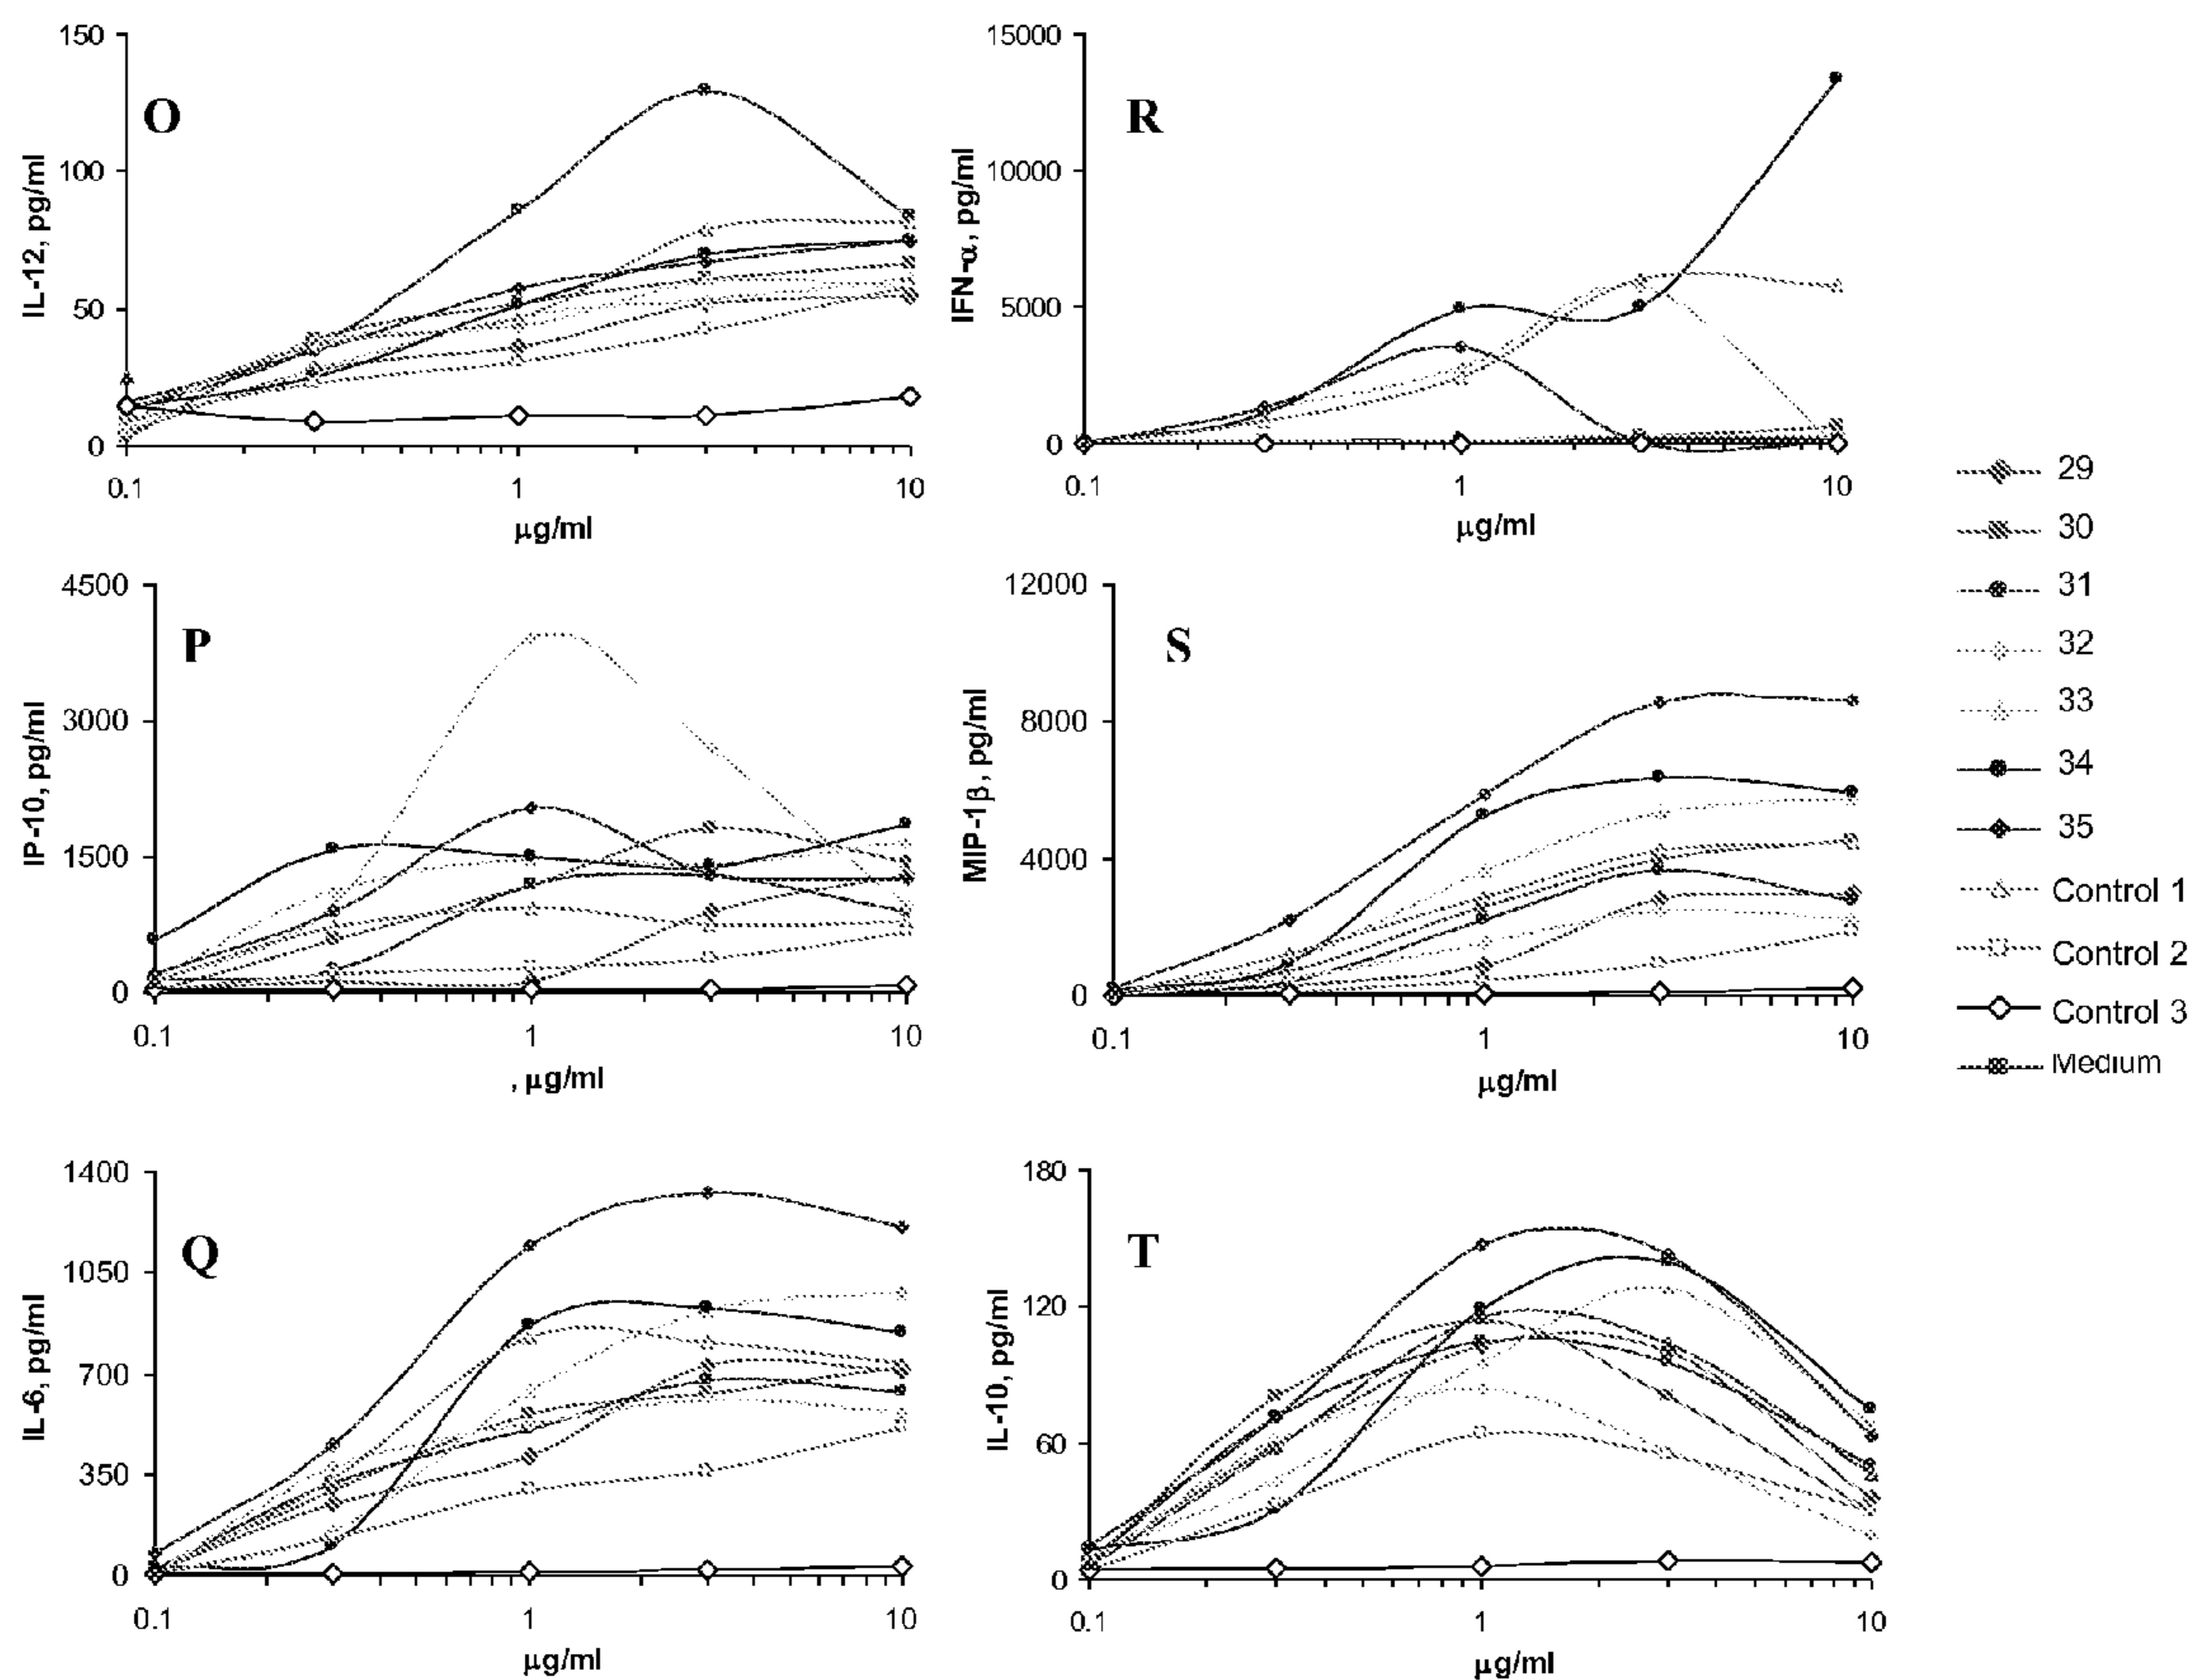 O
IL-12, pg/ml
150
100
50
0
0.1 1 10
μg/ml
R
IFN-α, pg/ml
15000
10000
5000
0
0.1 1 10
μg/ml
P
IP-10, pg/ml
4500
3000
1500
0
0.1 1 10
, μg/ml
S
MIP-1β, pg/ml
12000
8000
4000
0
0.1 1 10
μg/ml
Q
IL-6, pg/ml
1400
1050
700
350
0
0.1 1 10
μg/ml
T
IL-10, pg/ml
180
120
60
0
0.1 1 10
μg/ml
29
30
31
32
33
34
35
Control 1
Control 2
Control 3
Medium